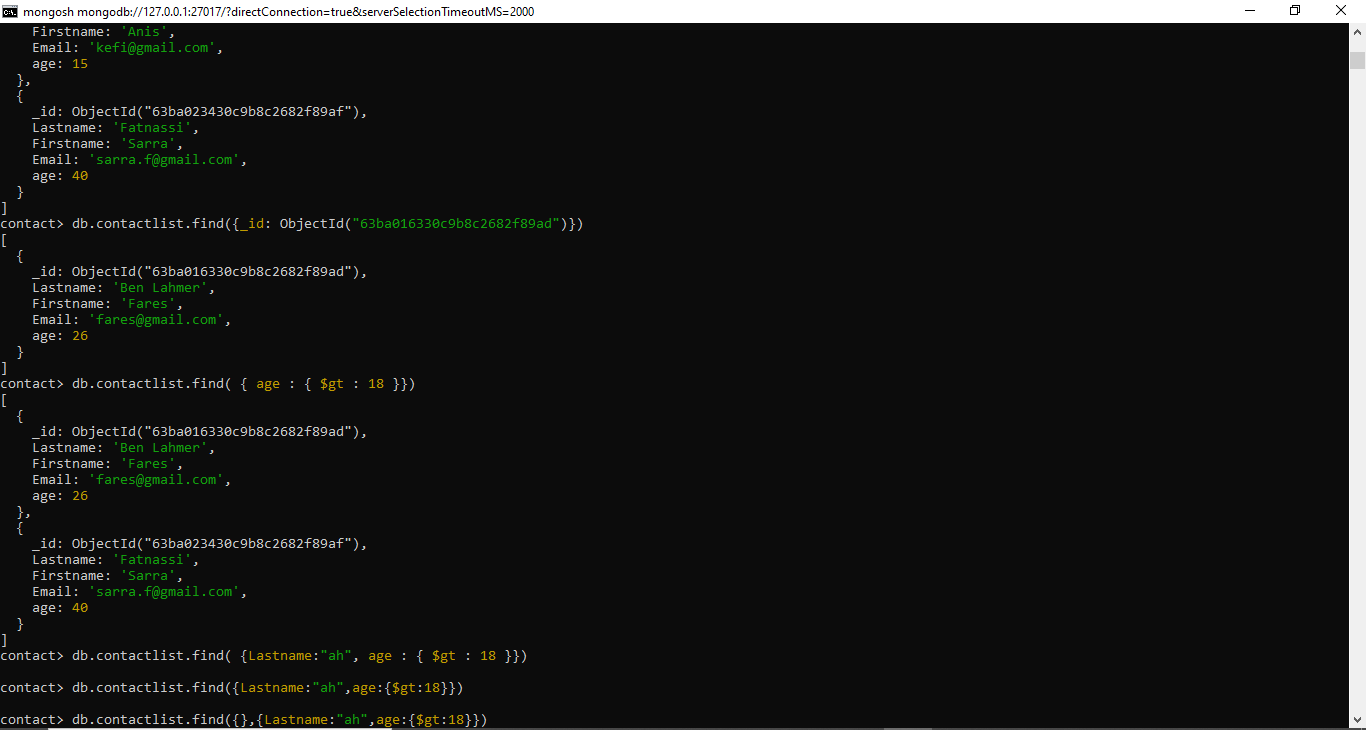 mongosh mongodb://127.0.0.1:27017/?directConnection=true&serverSelectionTimeoutMS=2000
    Firstname: 'Anis',
    Email: 'kefi@gmail.com',
    age: 15
  },
  {
    _id: ObjectId("63ba023430c9b8c2682f89af"),
    Lastname: 'Fatnassi',
    Firstname: 'Sarra',
    Email: 'sarra.f@gmail.com',
    age: 40
  }
]
contact> db.contactlist.find({_id: ObjectId("63ba016330c9b8c2682f89ad")})
[
  {
    _id: ObjectId("63ba016330c9b8c2682f89ad"),
    Lastname: 'Ben Lahmer',
    Firstname: 'Fares',
    Email: 'fares@gmail.com',
    age: 26
  }
]
contact> db.contactlist.find( { age : { $gt : 18 }})
[
  {
    _id: ObjectId("63ba016330c9b8c2682f89ad"),
    Lastname: 'Ben Lahmer',
    Firstname: 'Fares',
    Email: 'fares@gmail.com',
    age: 26
  },
  {
    _id: ObjectId("63ba023430c9b8c2682f89af"),
    Lastname: 'Fatnassi',
    Firstname: 'Sarra',
    Email: 'sarra.f@gmail.com',
    age: 40
  }
]
contact> db.contactlist.find( {Lastname:"ah", age : { $gt : 18 }})
contact> db.contactlist.find({Lastname:"ah",age:{$gt:18}})
contact> db.contactlist.find({},{Lastname:"ah",age:{$gt:18}})